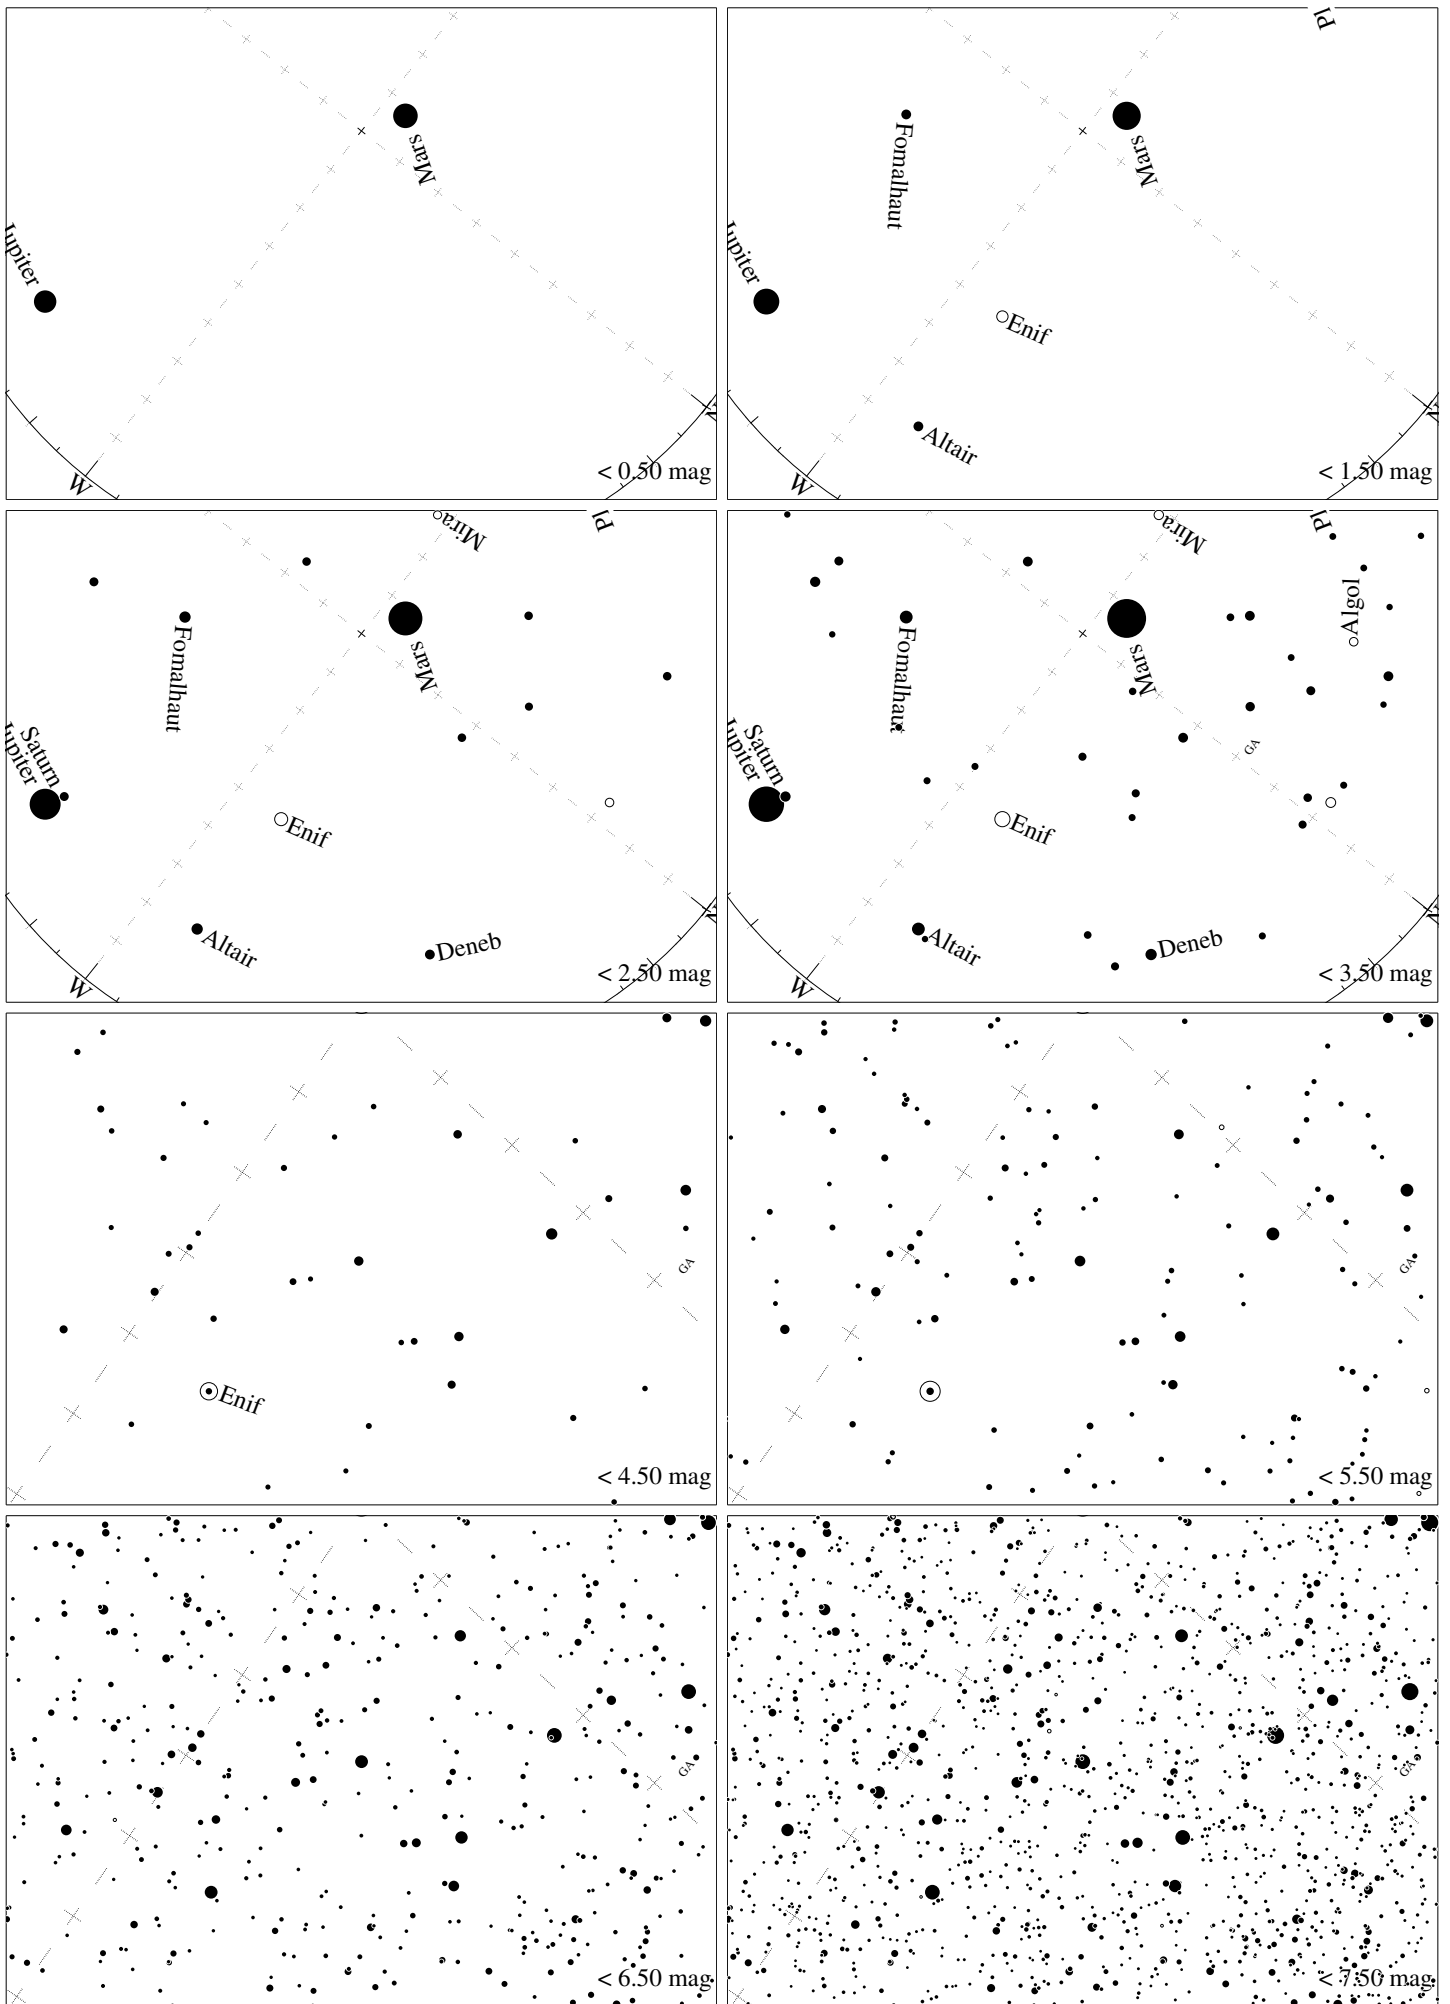 Mars
Jupiter
W
N
< 0.50 mag
Pl
Fomalhaut
Mars
Jupiter
Enif
Altair
W
N
< 1.50 mag
Mira
Pl
Fomalhaut
Mars
Saturn
Jupiter
Enif
Altair
Deneb
W
N
< 2.50 mag
Mira
Pl
Algol
Fomalhaut
Mars
GA
Saturn
Jupiter
Enif
Altair
Deneb
W
N
< 3.50 mag
GA
Enif
< 4.50 mag
GA
< 5.50 mag
GA
< 6.50 mag
GA
< 7.50 mag